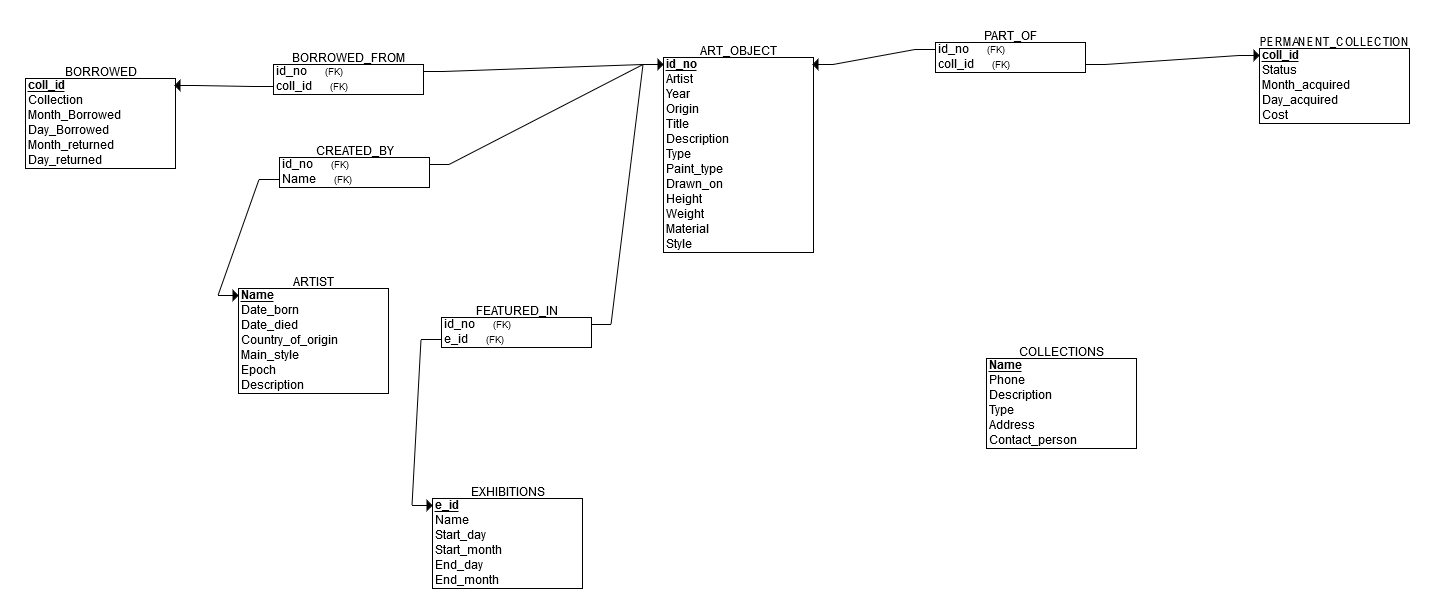 BORROWED
coll_id
Collection
Month_Borrowed
Day_Borrowed
Month_returned
Day_returned
BORROWED_FROM
id_no (FK)
coll_id (FK)
CREATED_BY
id_no (FK)
Name (FK)
ARTIST
Name
Date_born
Date_died
Country_of_origin
Main_style
Epoch
Description
FEATURED_IN
id_no (FK)
e_id (FK)
EXHIBITIONS
e_id
Name
Start_day
Start_month
End_day
End_month
ART_OBJECT
id_no
Artist
Year
Origin
Title
Description
Type
Paint_type
Drawn_on
Height
Weight
Material
Style
PART_OF
id_no (FK)
coll_id (FK)
PERMANENT_COLLECTION
coll_id
Status
Month_acquired
Day_acquired
Cost
COLLECTIONS
Name
Phone
Description
Type
Address
Contact_person